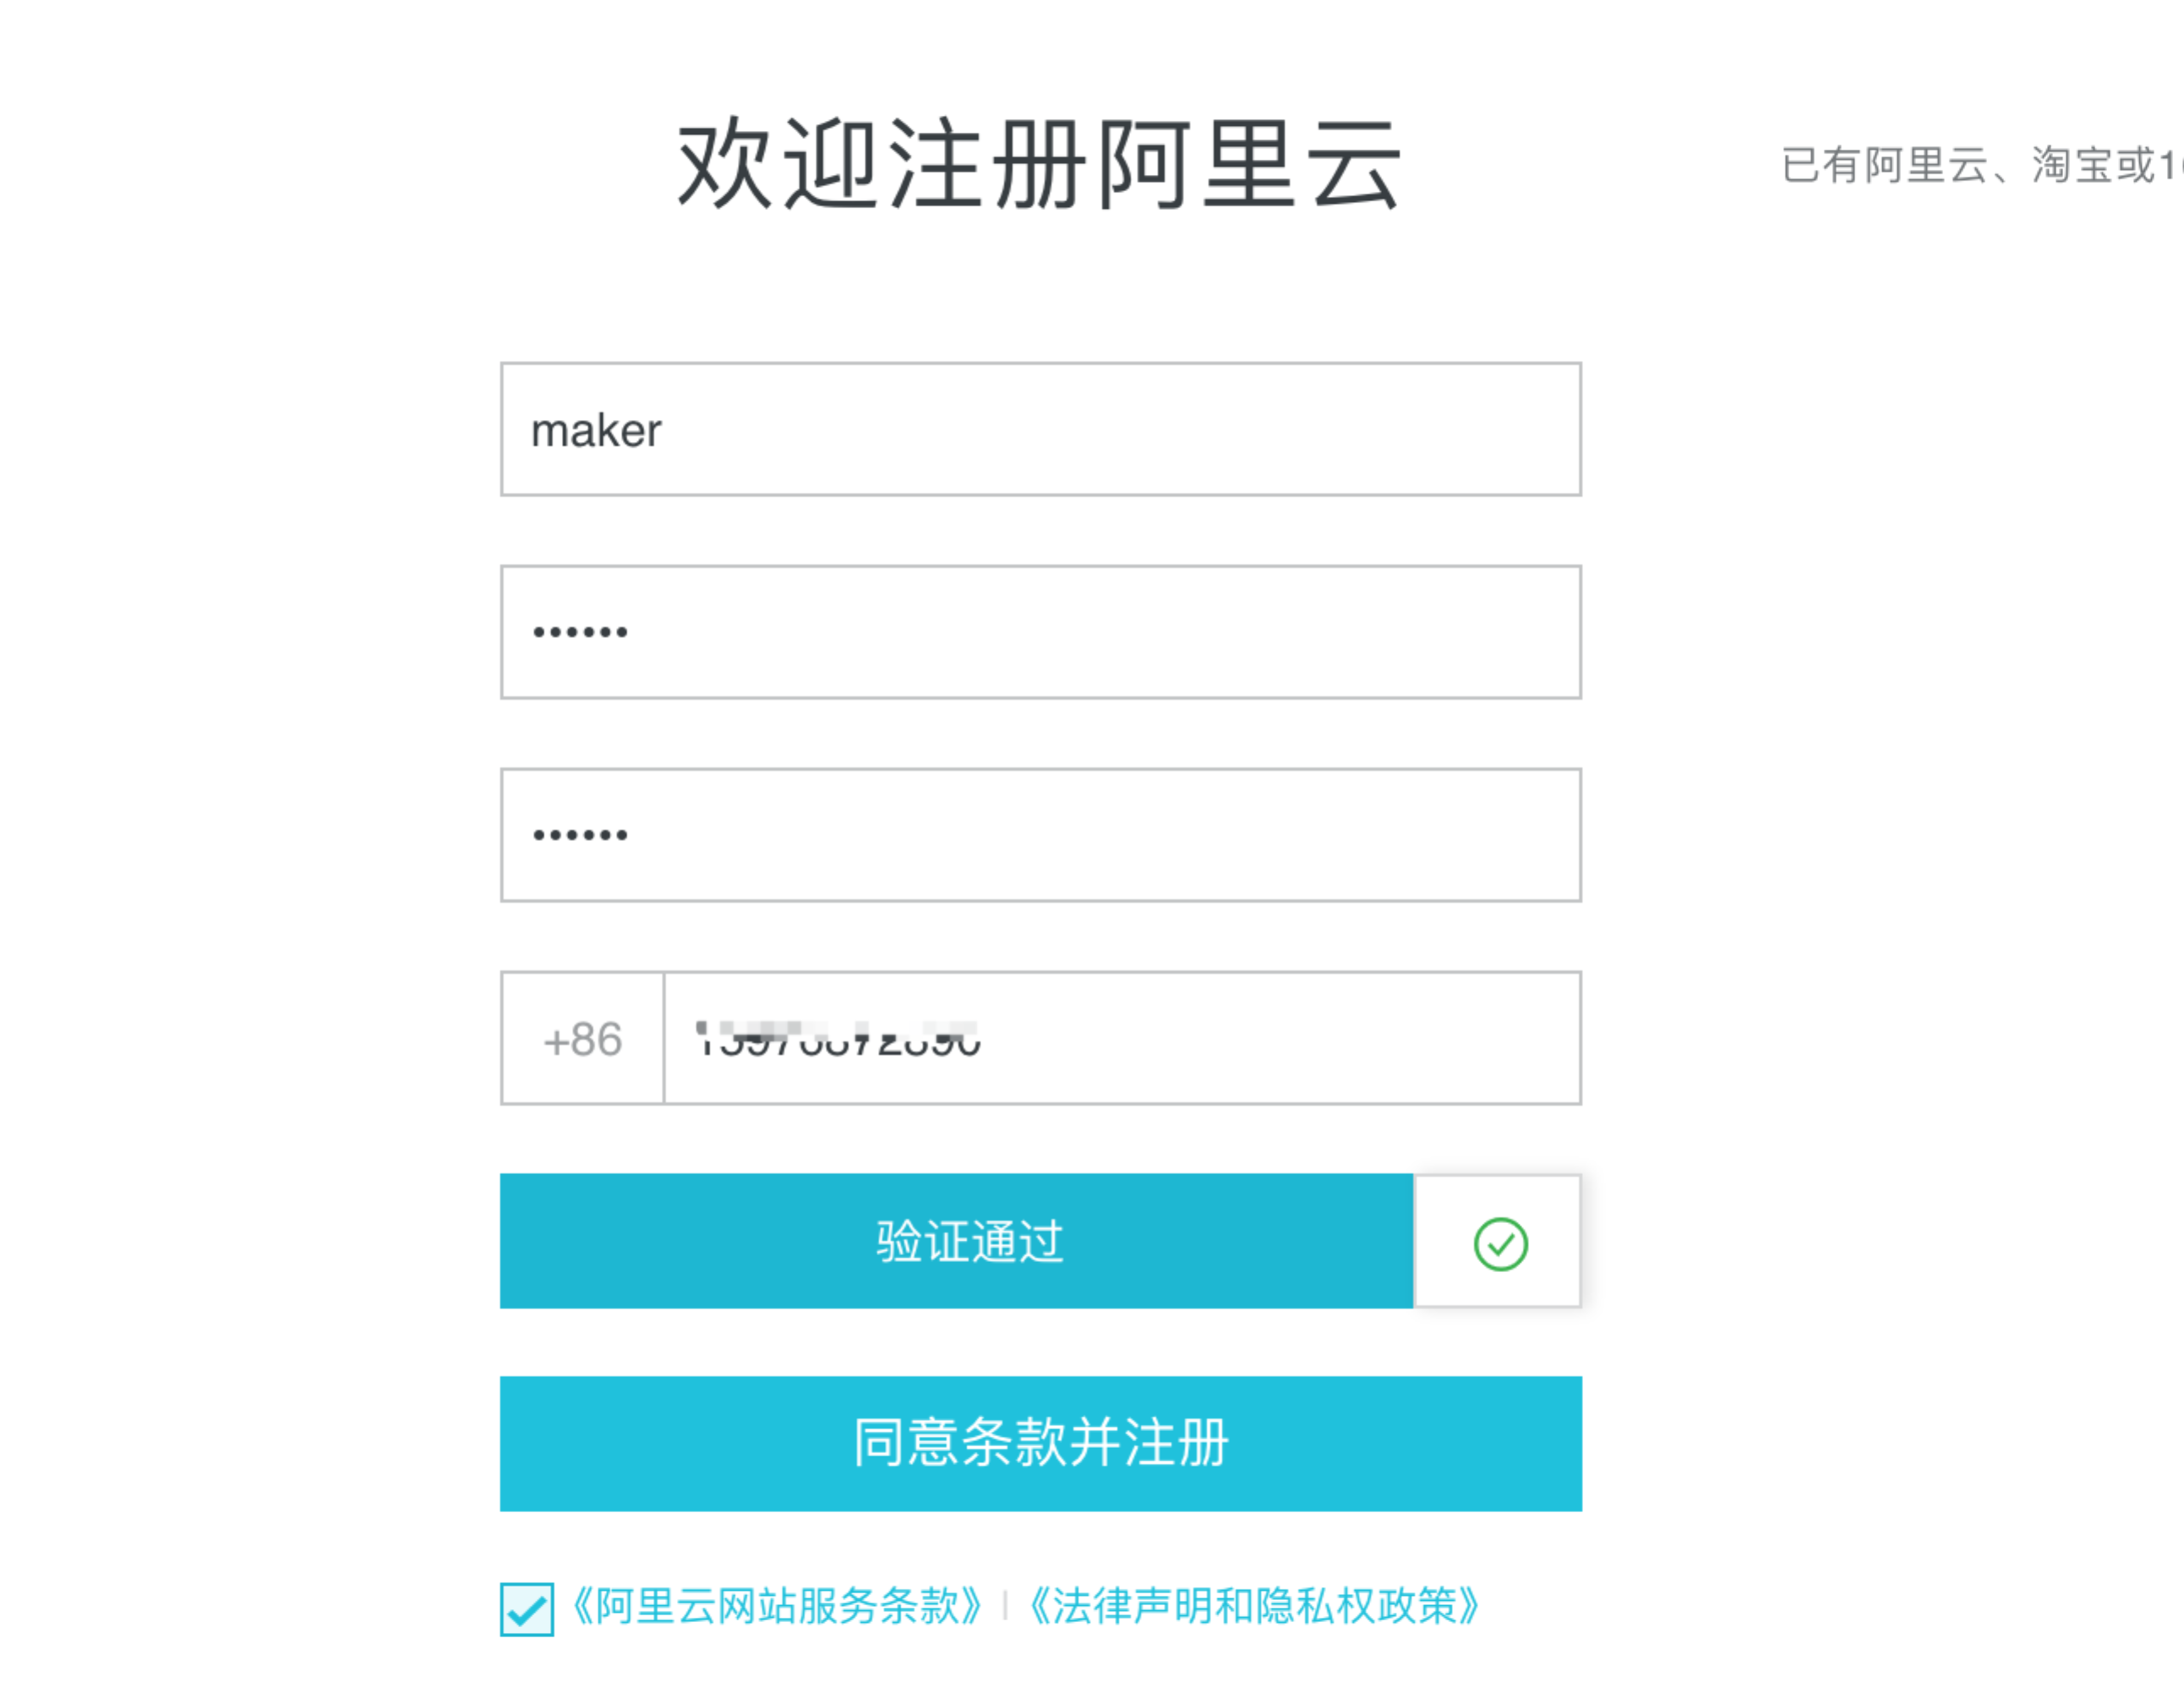 欢迎注册阿里云
已有阿里云、淘宝或1
maker
••••••
••••••
+86
验证通过
同意条款并注册
《阿里云网站服务条款》 | 《法律声明和隐私权政策》